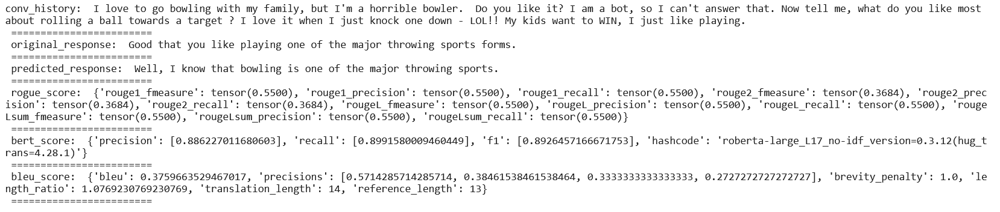 conv_history:  I love to go bowling with my family, but I'm a horrible bowler.  Do you like it? I am a bot, so I can't answer that. Now tell me, what do you like most
about rolling a ball towards a target ? I love it when I just knock one down - LOL!! My kids want to WIN, I just like playing.
========================
original_response:  Good that you like playing one of the major throwing sports forms.
========================
predicted_response:  Well, I know that bowling is one of the major throwing sports.
========================
rogue_score:  {'rouge1_fmeasure': tensor(0.5500), 'rouge1_precision': tensor(0.5500), 'rouge1_recall': tensor(0.5500), 'rouge2_fmeasure': tensor(0.3684), 'rouge2_prec
ision': tensor(0.3684), 'rouge2_recall': tensor(0.3684), 'rougeL_fmeasure': tensor(0.5500), 'rougeL_precision': tensor(0.5500), 'rougeL_recall': tensor(0.5500), 'rouge
Lsum_fmeasure': tensor(0.5500), 'rougeLsum_precision': tensor(0.5500), 'rougeLsum_recall': tensor(0.5500)}
========================
bert_score:  {'precision': [0.886227011680603], 'recall': [0.8991580009460449], 'f1': [0.8926457166671753], 'hashcode': 'roberta-large_L17_no-idf_version=0.3.12(hug_t
rans=4.28.1)'}
========================
bleu_score:  {'bleu': 0.3759663529467017, 'precisions': [0.5714285714285714, 0.38461538461538464, 0.3333333333333333, 0.2727272727272727], 'brevity_penalty': 1.0, 'le
ngth_ratio': 1.0769230769230769, 'translation_length': 14, 'reference_length': 13}
========================